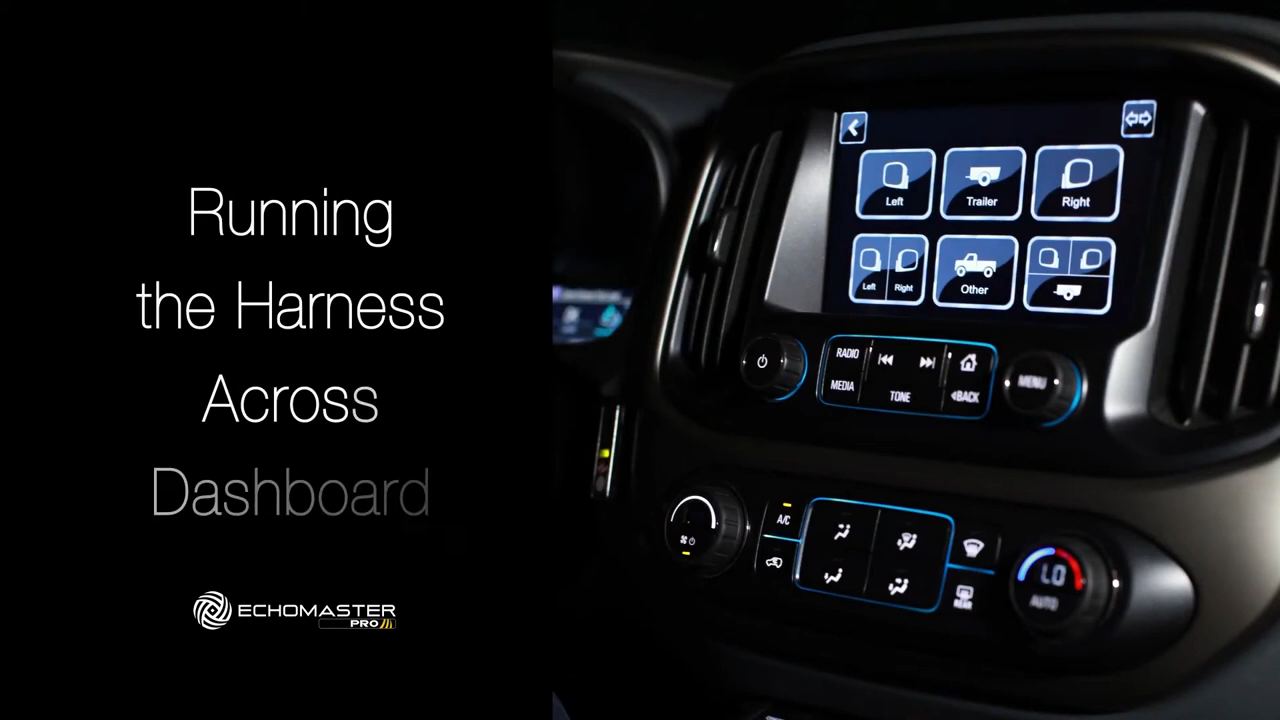 Running
the Harness
Across
Dashboard
ECHOMASTER
PRO
Left
Trailer
Right
Left
Right
Other
RADIO
MEDIA
TONE
BACK
MENU
A/C
REAR
LO
AUTO